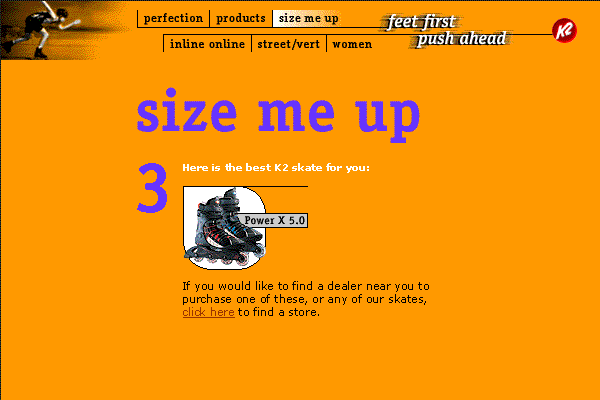 perfection
products
size me up
feet first
push ahead
K2
inline online
street/vert
women
size me up
3
Here is the best K2 skate for you:
Power X 5.0
If you would like to find a dealer near you to
purchase one of these, or any of our skates,
click here to find a store.